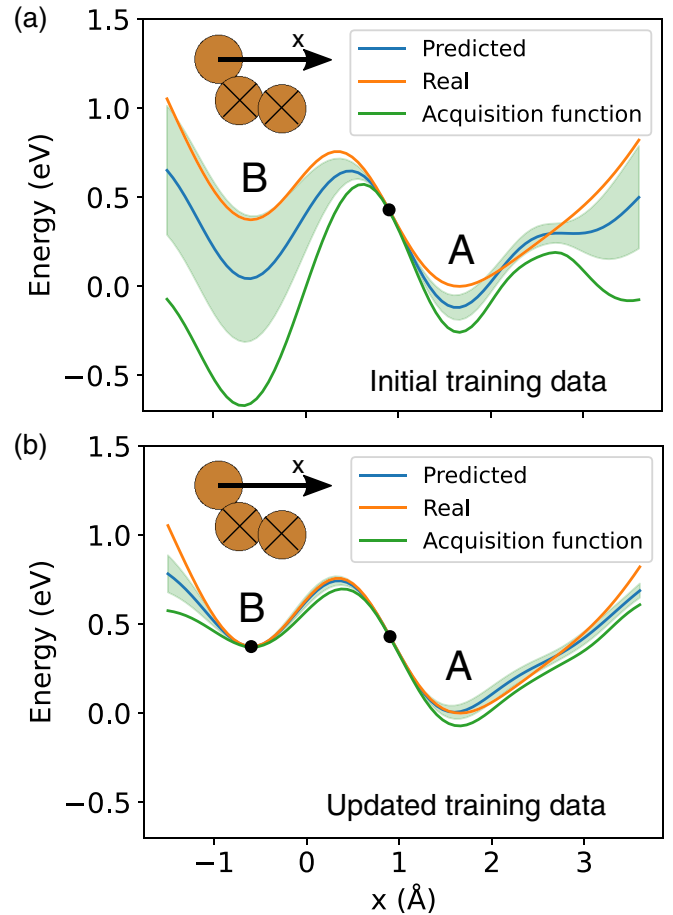 (a)
1.5
1.0
0.5
0.0
−0.5
Energy (eV)
x
Predicted
Real
Acquisition function
B
A
Initial training data
(b)
1.5
1.0
0.5
0.0
−0.5
Energy (eV)
x
Predicted
Real
Acquisition function
B
A
Updated training data
−1 0 1 2 3
x (Å)